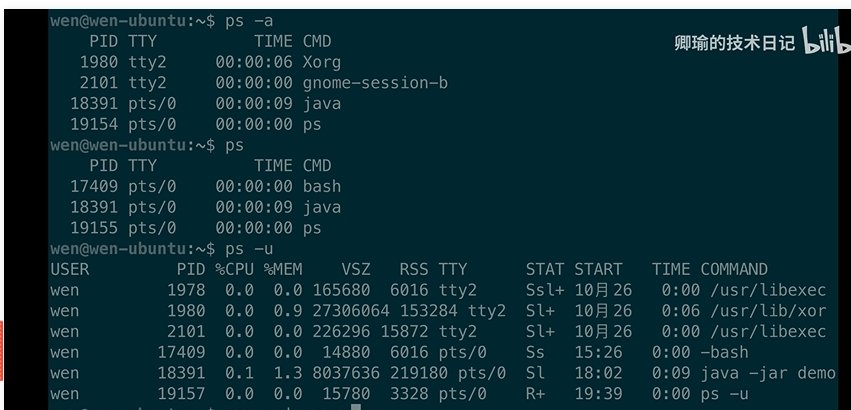 wen@wen-ubuntu:~$ ps -a
PID TTY TIME CMD
1980 tty2 00:00:06 Xorg
2101 tty2 00:00:00 gnome-session-b
18391 pts/0 00:00:09 java
19154 pts/0 00:00:00 ps
wen@wen-ubuntu:~$ ps
PID TTY TIME CMD
17409 pts/0 00:00:00 bash
18391 pts/0 00:00:09 java
19155 pts/0 00:00:00 ps
wen@wen-ubuntu:~$ ps -u
USER PID %CPU %MEM VSZ RSS TTY STAT START TIME COMMAND
wen 1978 0.0 0.0 165680 6016 tty2 Ssl+ 10月26 0:00 /usr/libexec
wen 1980 0.0 0.9 27306064 153284 tty2 Sl+ 10月26 0:06 /usr/lib/xor
wen 2101 0.0 0.0 226296 15872 tty2 Sl+ 10月26 0:00 /usr/libexec
wen 17409 0.0 0.0 14880 6016 pts/0 Ss 15:26 0:00 -bash
wen 18391 0.1 1.3 8037636 219180 pts/0 Sl 18:02 0:09 java -jar demo
wen 19157 0.0 0.0 15780 3328 pts/0 R+ 19:39 0:00 ps -u
卿瑜的技术日记 bilib